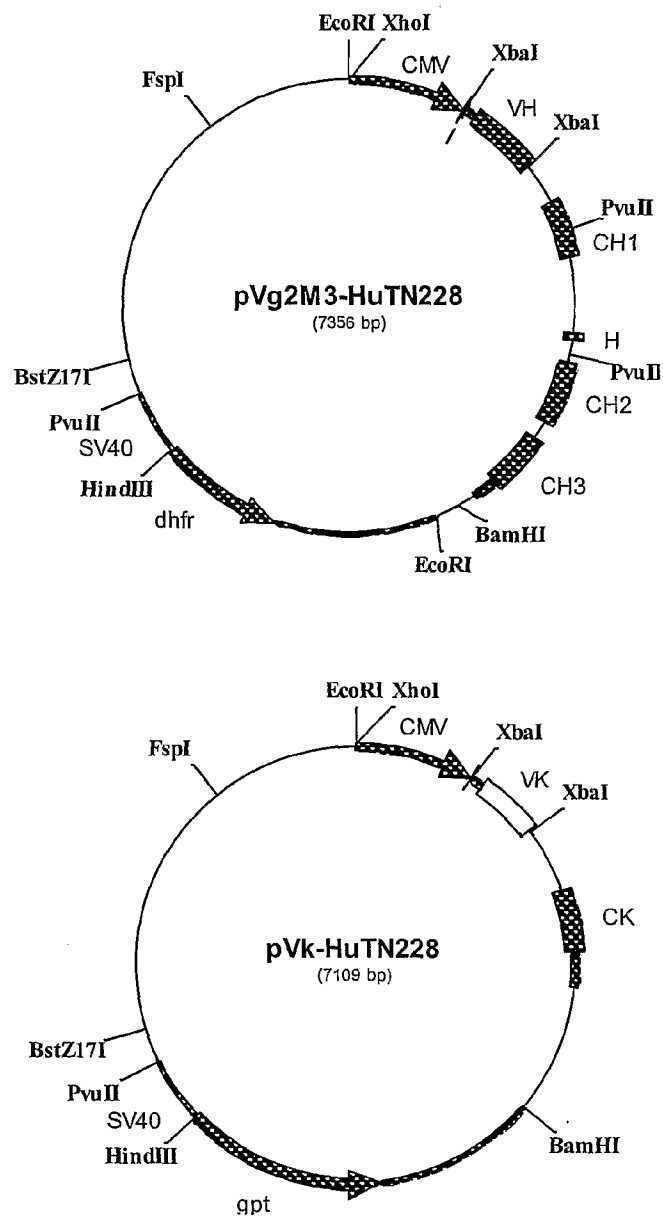 EcoRI XhoI
CMV
XbaI
FspI
VH
XbaI
PvuII
CH1
pVg2M3-HuTN228
(7356 bp)
H
BstZ17I
PvuII
PvuII
CH2
SV40
HindIII
CH3
dhfr
BamHI
EcoRI
EcoRI XhoI
CMV
XbaI
FspI
VK
XbaI
CK
pVk-HuTN228
(7109 bp)
BstZ17I
PvuII
SV40
HindIII
BamHI
gpt